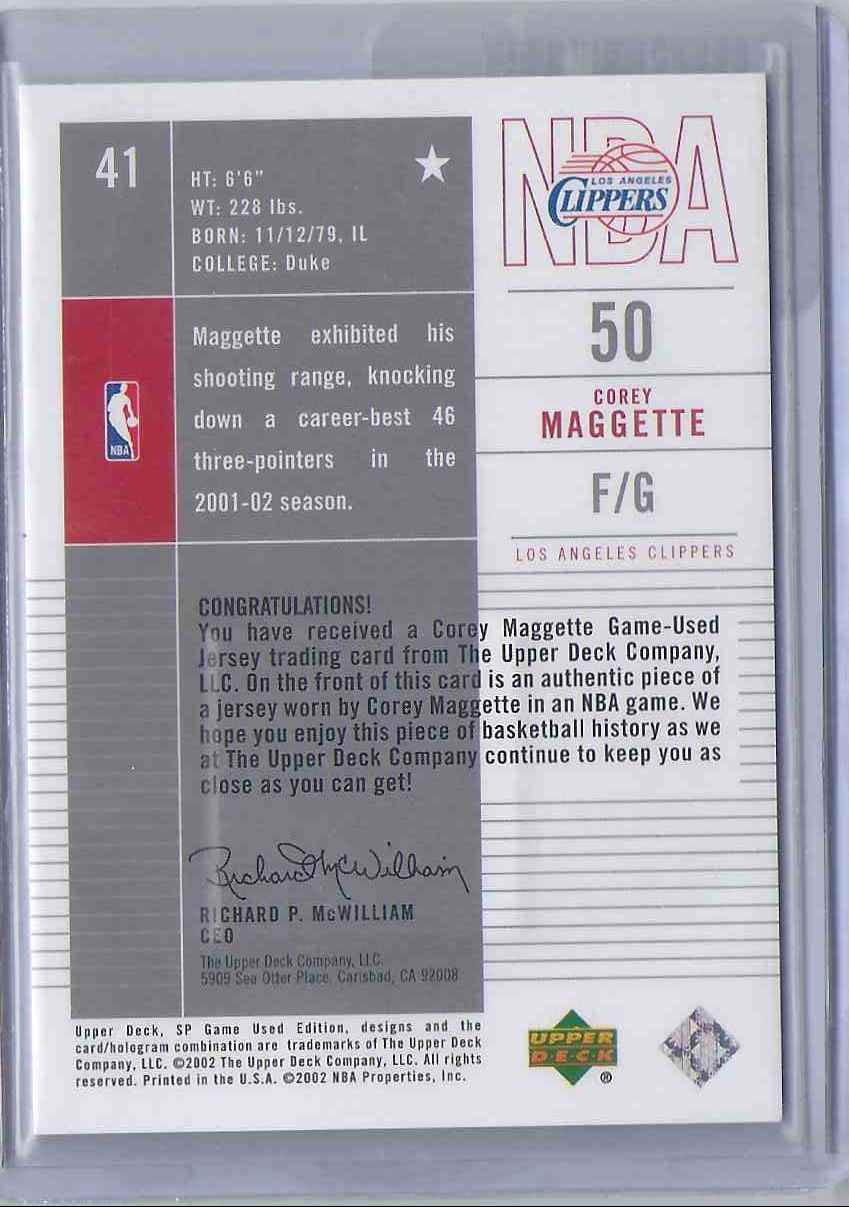 41
HT: 6'6"
WT: 228 lbs.
BORN: 11/12/79, IL
COLLEGE: Duke
NBA
LOS ANGELES
CLIPPERS
50
COREY
MAGGETTE
F/G
LOS ANGELES CLIPPERS
Maggette exhibited his
shooting range, knocking
down a career-best 46
three-pointers in the
2001-02 season.
NBA
CONGRATULATIONS!
You have received a Corey Maggette Game-Used
Jersey trading card from The Upper Deck Company,
LLC. On the front of this card is an authentic piece of
a jersey worn by Corey Maggette in an NBA game. We
hope you enjoy this piece of basketball history as we
at The Upper Deck Company continue to keep you as
close as you can get!
Richard McWilliam
RICHARD P. McWILLIAM
CEO
The Upper Deck Company, LLC.
5909 Sea Otter Place, Carlsbad, CA 92008
Upper Deck, SP Game Used Edition, designs and the
card/hologram combination are trademarks of The Upper Deck
Company, LLC. ©2002 The Upper Deck Company, LLC. All rights
reserved. Printed in the U.S.A. ©2002 NBA Properties, Inc.
UPPER
DECK
®